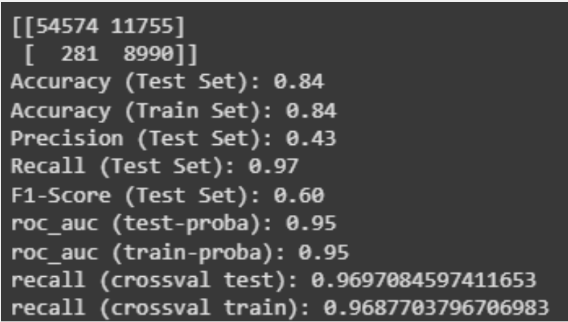 [[54574 11755]
 [  281  8990]]
Accuracy (Test Set): 0.84
Accuracy (Train Set): 0.84
Precision (Test Set): 0.43
Recall (Test Set): 0.97
F1-Score (Test Set): 0.60
roc_auc (test-proba): 0.95
roc_auc (train-proba): 0.95
recall (crossval test): 0.9697084597411653
recall (crossval train): 0.9687703796706983